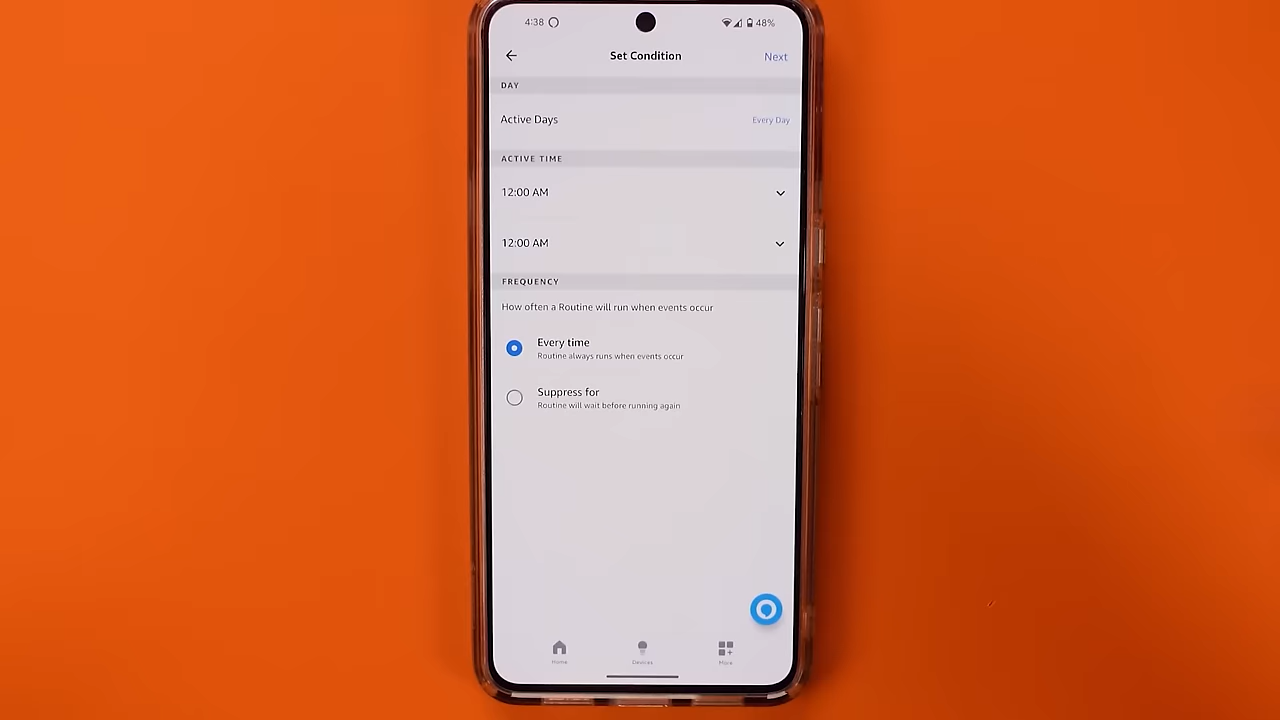 4:38 48%
Set Condition Next
DAY
Active Days Every Day
ACTIVE TIME
12:00 AM
12:00 AM
FREQUENCY
How often a Routine will run when events occur
Every time
Routine always runs when events occur
Suppress for
Routine will wait before running again
Home Devices More